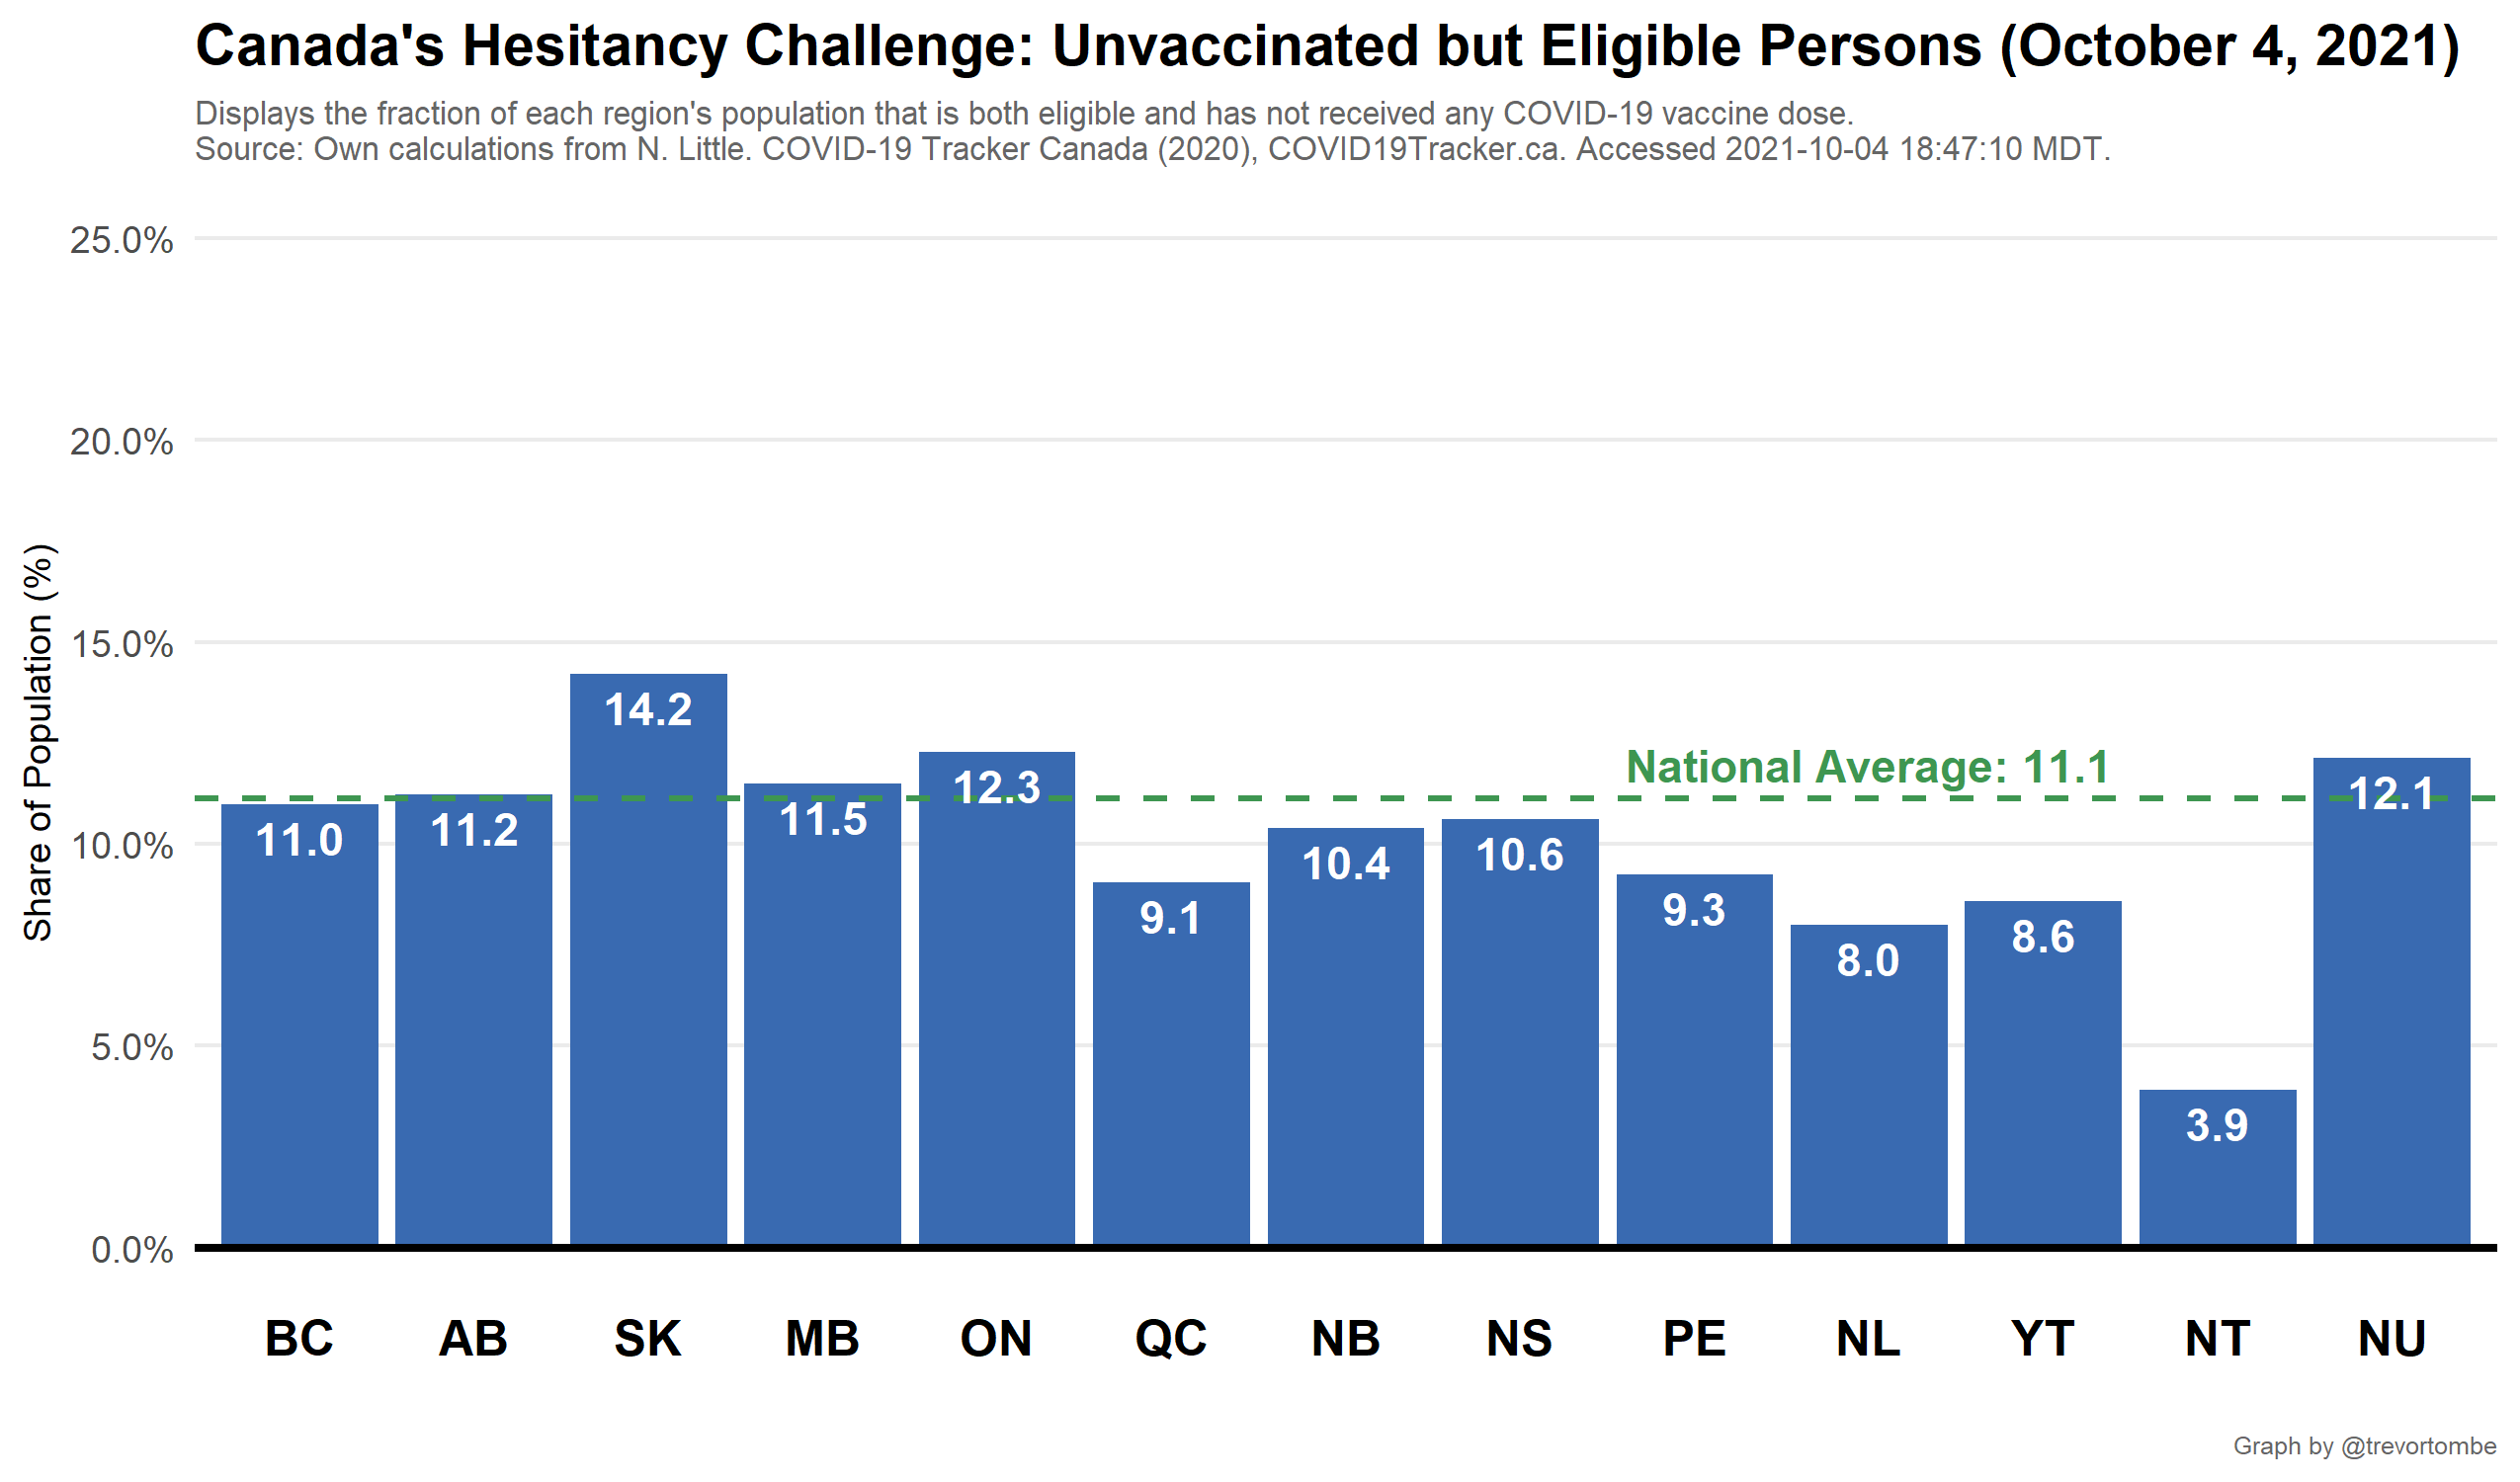 Canada's Hesitancy Challenge: Unvaccinated but Eligible Persons (October 4, 2021)
Displays the fraction of each region's population that is both eligible and has not received any COVID-19 vaccine dose.
Source: Own calculations from N. Little. COVID-19 Tracker Canada (2020), COVID19Tracker.ca. Accessed 2021-10-04 18:47:10 MDT.
Share of Population (%)
25.0%
20.0%
15.0%
10.0%
5.0%
0.0%
National Average: 11.1
11.0
11.2
14.2
11.5
12.3
9.1
10.4
10.6
9.3
8.0
8.6
3.9
12.1
BC AB SK MB ON QC NB NS PE NL YT NT NU
Graph by @trevortombe